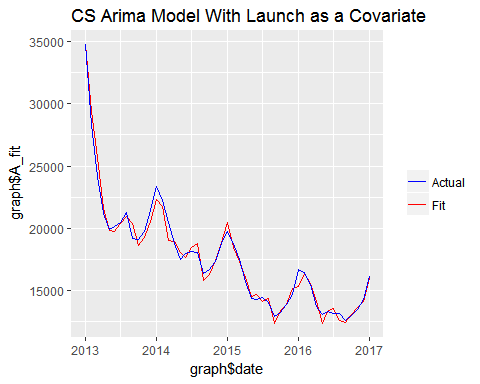 CS Arima Model With Launch as a Covariate
graph$A_fit
35000
30000
25000
20000
15000
2013
2014
2015
2016
2017
graph$date
Actual
Fit